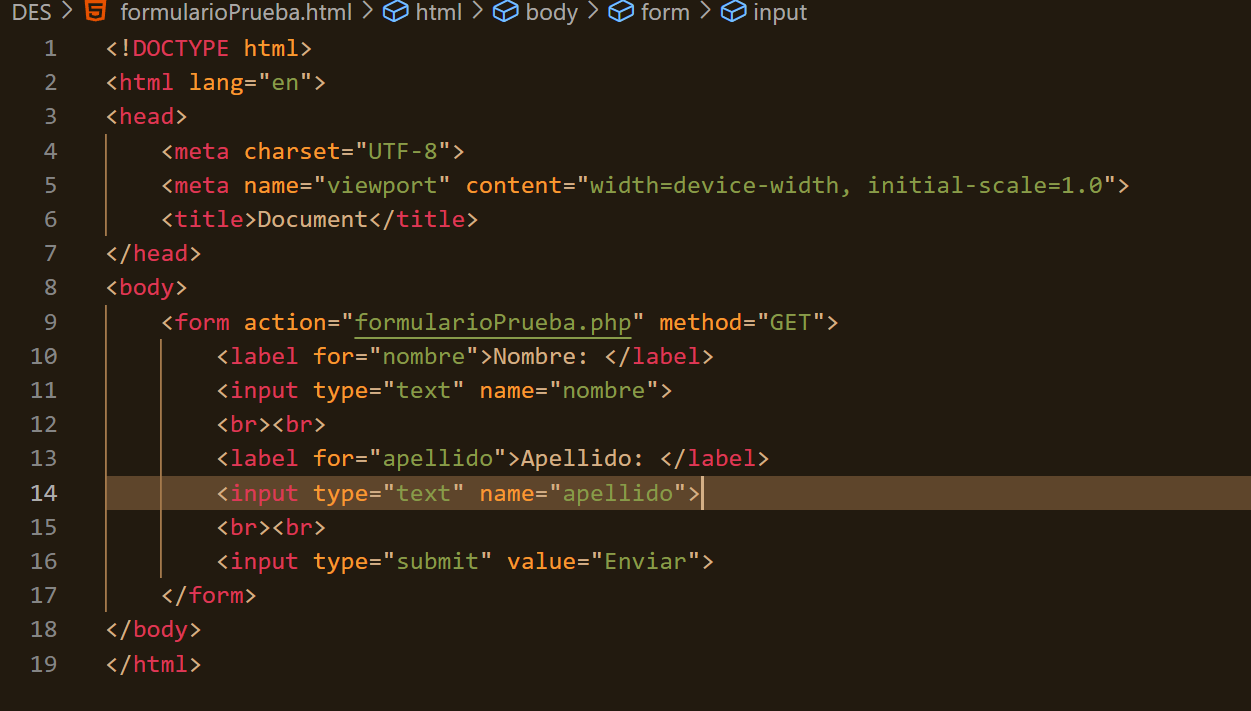 DES > formularioPrueba.html > html > body > form > input
1 <!DOCTYPE html>
2 <html lang="en">
3 <head>
4     <meta charset="UTF-8">
5     <meta name="viewport" content="width=device-width, initial-scale=1.0">
6     <title>Document</title>
7 </head>
8 <body>
9     <form action="formularioPrueba.php" method="GET">
10         <label for="nombre">Nombre: </label>
11         <input type="text" name="nombre">
12         <br><br>
13         <label for="apellido">Apellido: </label>
14         <input type="text" name="apellido">
15         <br><br>
16         <input type="submit" value="Enviar">
17     </form>
18 </body>
19 </html>